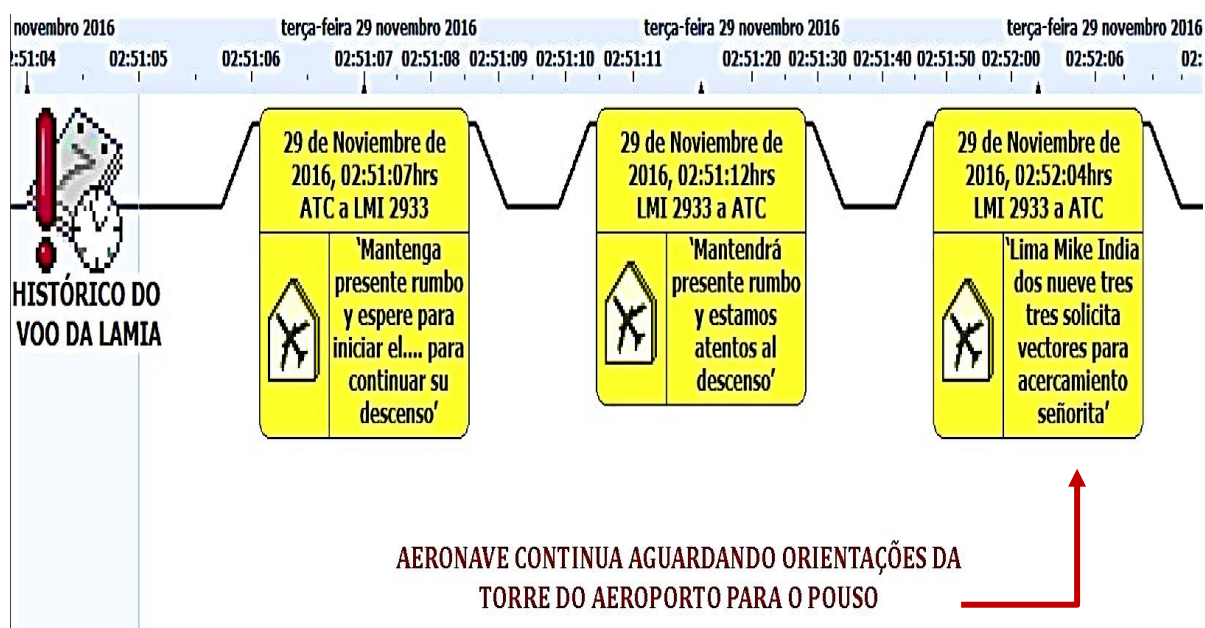 novembro 2016
terça-feira 29 novembro 2016
terça-feira 29 novembro 2016
terça-feira 29 novembro 2016
2:51:04 02:51:05 02:51:06 02:51:07 02:51:08 02:51:09 02:51:10 02:51:11 02:51:20 02:51:30 02:51:40 02:51:50 02:52:00 02:52:06 02:
HISTÓRICO DO
VOO DA LAMIA
29 de Noviembre de
2016, 02:51:07hrs
ATC a LMI 2933
'Mantenga
presente rumbo
y espere para
iniciar el.... para
continuar su
descenso'
29 de Noviembre de
2016, 02:51:12hrs
LMI 2933 a ATC
'Mantendrá
presente rumbo
y estamos
atentos al
descenso'
29 de Noviembre de
2016, 02:52:04hrs
LMI 2933 a ATC
'Lima Mike India
dos nueve tres
tres solicita
vectores para
acercamiento
señorita'
AERONAVE CONTINUA AGUARDANDO ORIENTAÇÕES DA
TORRE DO AEROPORTO PARA O POUSO